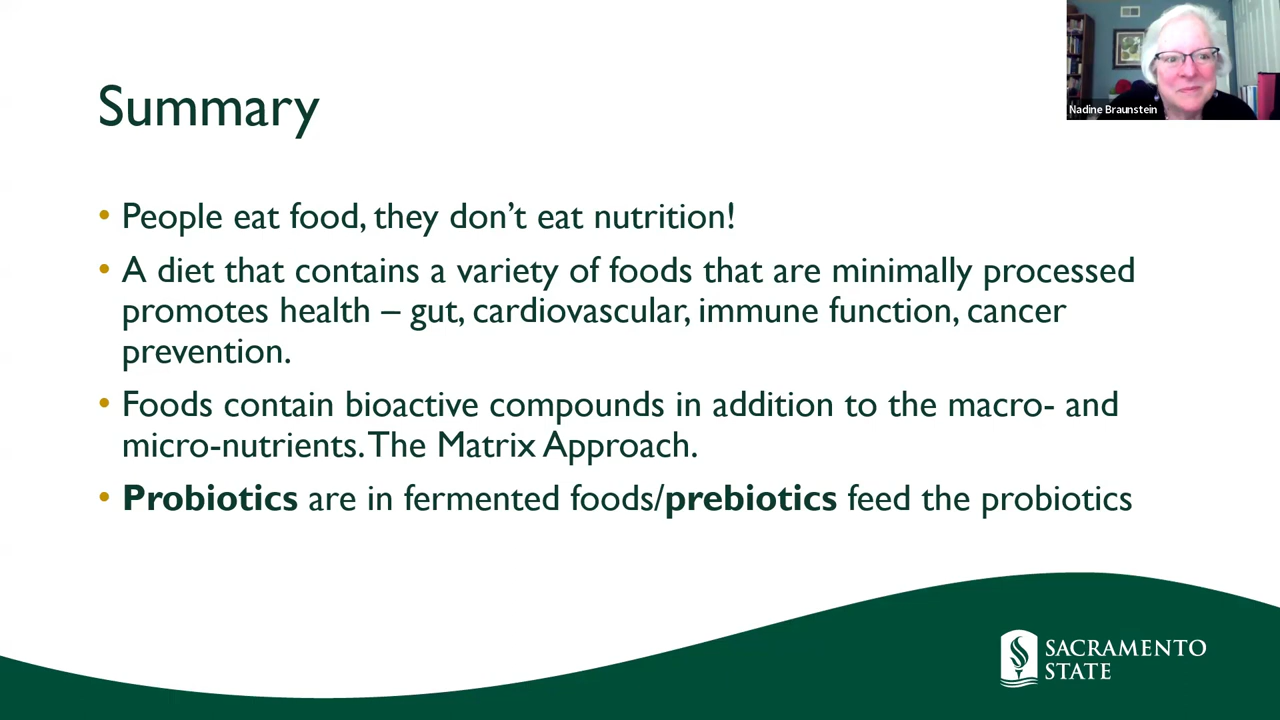 Nadine Braunstein
Summary
• People eat food, they don’t eat nutrition!
• A diet that contains a variety of foods that are minimally processed
promotes health – gut, cardiovascular, immune function, cancer
prevention.
• Foods contain bioactive compounds in addition to the macro- and
micro-nutrients. The Matrix Approach.
• Probiotics are in fermented foods/prebiotics feed the probiotics
SACRAMENTO
STATE